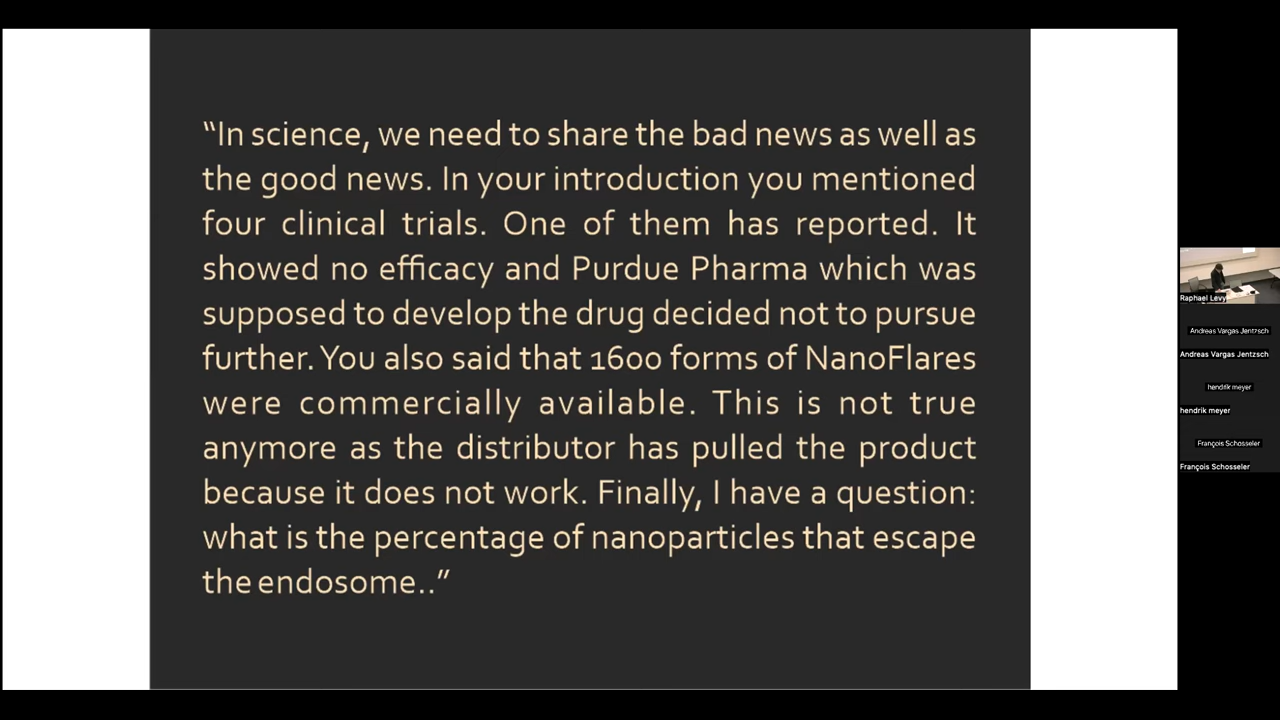 “In science, we need to share the bad news as well as
the good news. In your introduction you mentioned
four clinical trials. One of them has reported. It
showed no efficacy and Purdue Pharma which was
supposed to develop the drug decided not to pursue
further. You also said that 1600 forms of NanoFlares
were commercially available. This is not true
anymore as the distributor has pulled the product
because it does not work. Finally, I have a question:
what is the percentage of nanoparticles that escape
the endosome..”
Raphael Levy
Andreas Vargas Jentzsch
Andreas Vargas Jentzsch
hendrik meyer
hendrik meyer
François Schosseler
François Schosseler